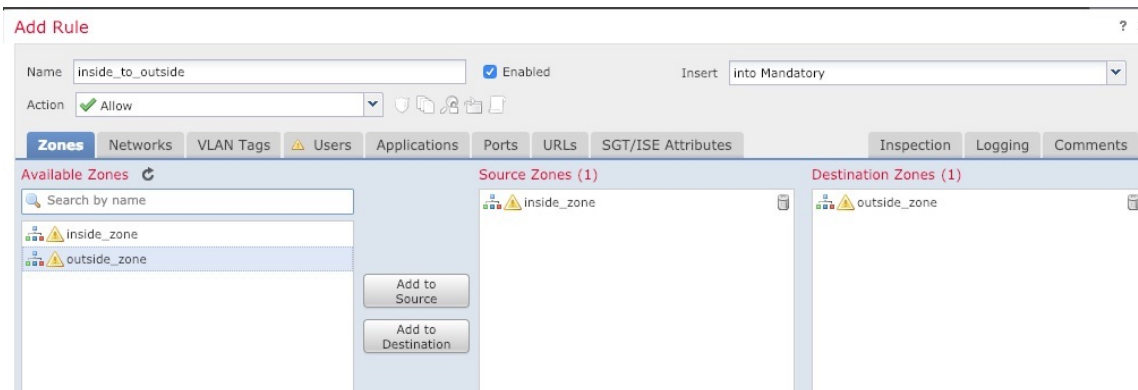 Add Rule ?
Name inside_to_outside Enabled Insert into Mandatory
Action Allow
Zones Networks VLAN Tags Users Applications Ports URLs SGT/ISE Attributes Inspection Logging Comments
Available Zones Source Zones (1) Destination Zones (1)
Search by name inside_zone outside_zone
inside_zone
outside_zone
Add to
Source
Add to
Destination